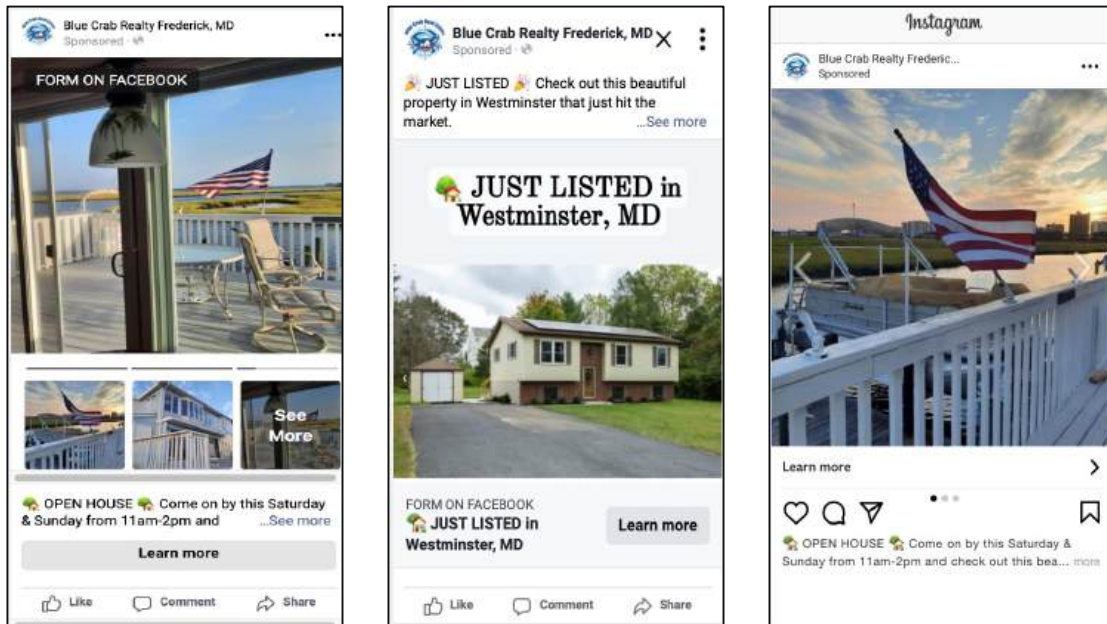 Blue Crab Realty Frederick, MD
Sponsored ·
FORM ON FACEBOOK
See
More
🏡 OPEN HOUSE 🏡 Come on by this Saturday
& Sunday from 11am-2pm and ...See more
Learn more
Like Comment Share
Blue Crab Realty Frederick, MD
Sponsored ·
🎉 JUST LISTED 🎉 Check out this beautiful
property in Westminster that just hit the
market. ...See more
🏡 JUST LISTED in
Westminster, MD
FORM ON FACEBOOK
🏡 JUST LISTED in
Westminster, MD
Learn more
Like Comment Share
Instagram
Blue Crab Realty Frederic...
Sponsored
Learn more
🏡 OPEN HOUSE 🏡 Come on by this Saturday &
Sunday from 11am-2pm and check out this bea... more